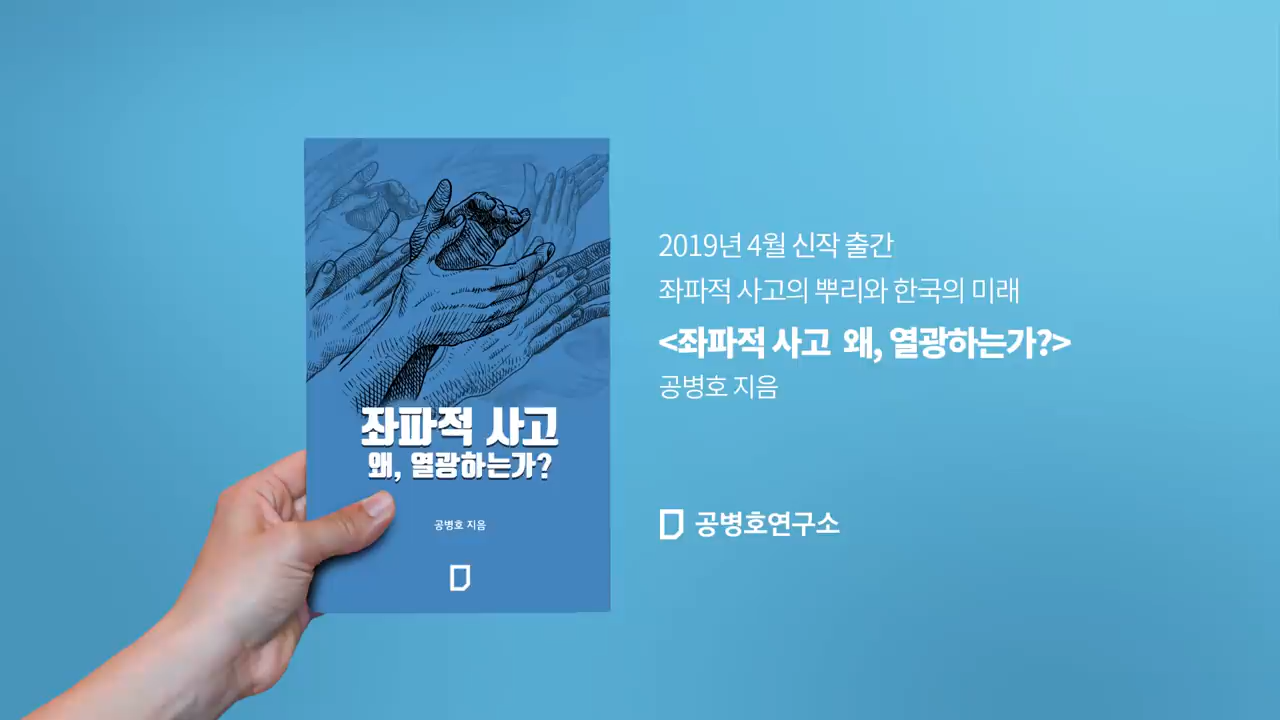 좌파적 사고
왜, 열광하는가?
공병호 지음
2019년 4월 신작 출간
좌파적 사고의 뿌리와 한국의 미래
<좌파적 사고 왜, 열광하는가?>
공병호 지음
공병호연구소